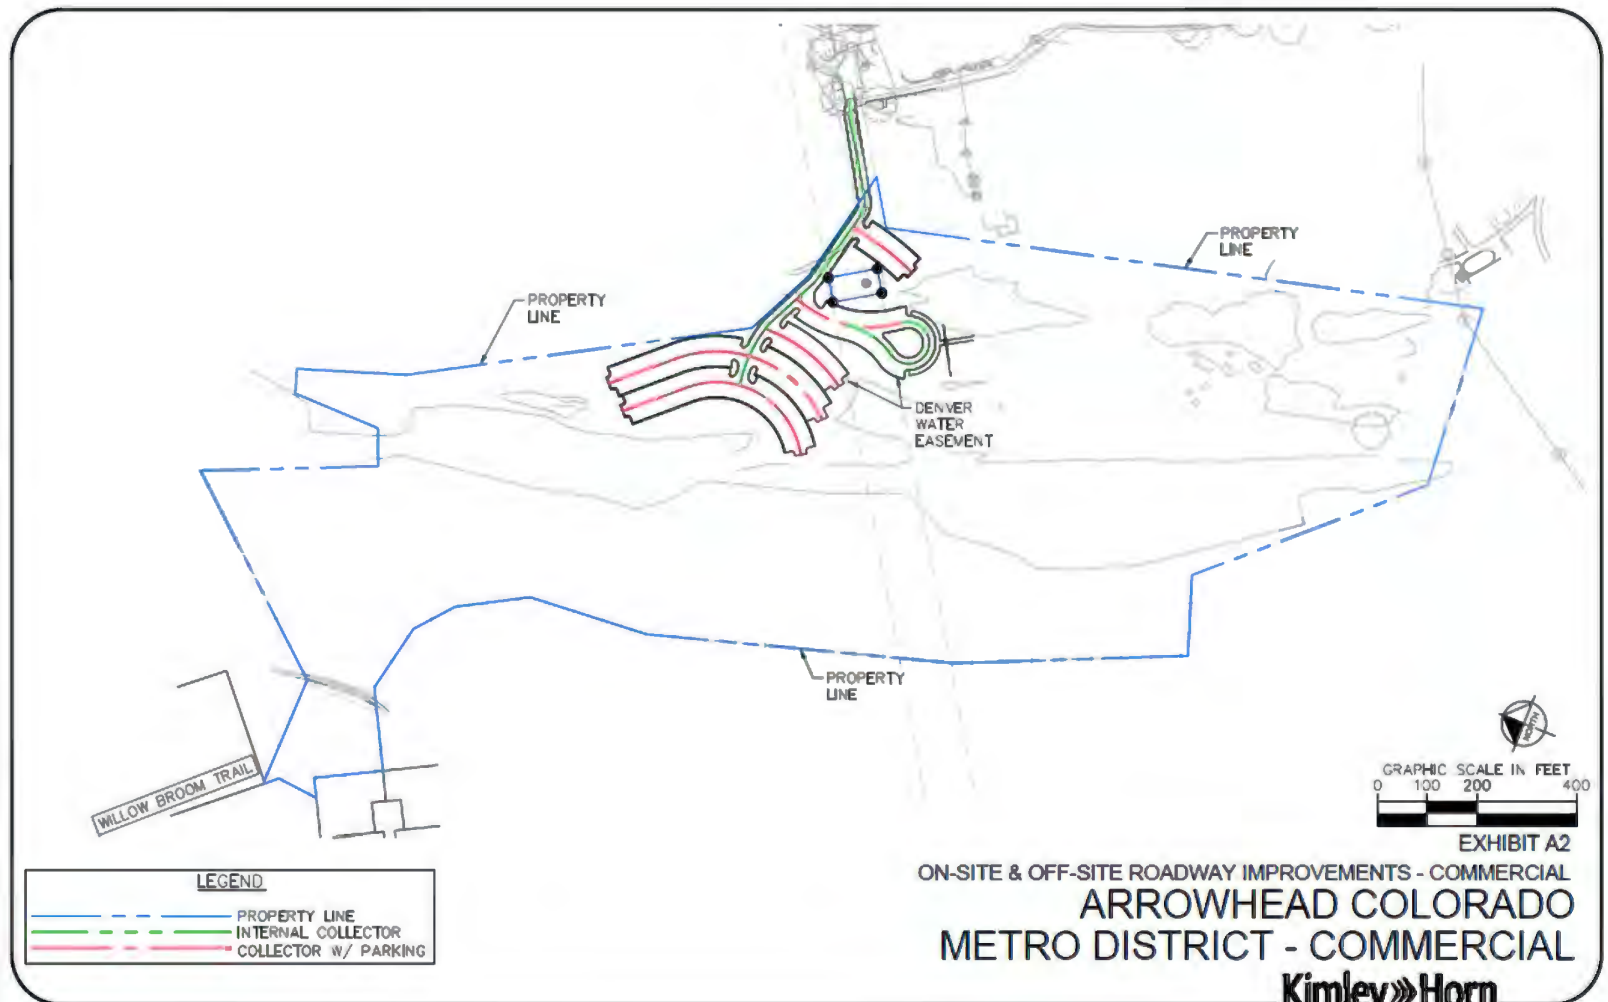 PROPERTY
LINE
PROPERTY
LINE
DENVER
WATER
EASEMENT
PROPERTY
LINE
WILLOW BROOM TRAIL
NORTH
GRAPHIC SCALE IN FEET
0 100 200 400
EXHIBIT A2
ON-SITE & OFF-SITE ROADWAY IMPROVEMENTS - COMMERCIAL
ARROWHEAD COLORADO
METRO DISTRICT - COMMERCIAL
Kimley»Horn
LEGEND
PROPERTY LINE
INTERNAL COLLECTOR
COLLECTOR W/ PARKING